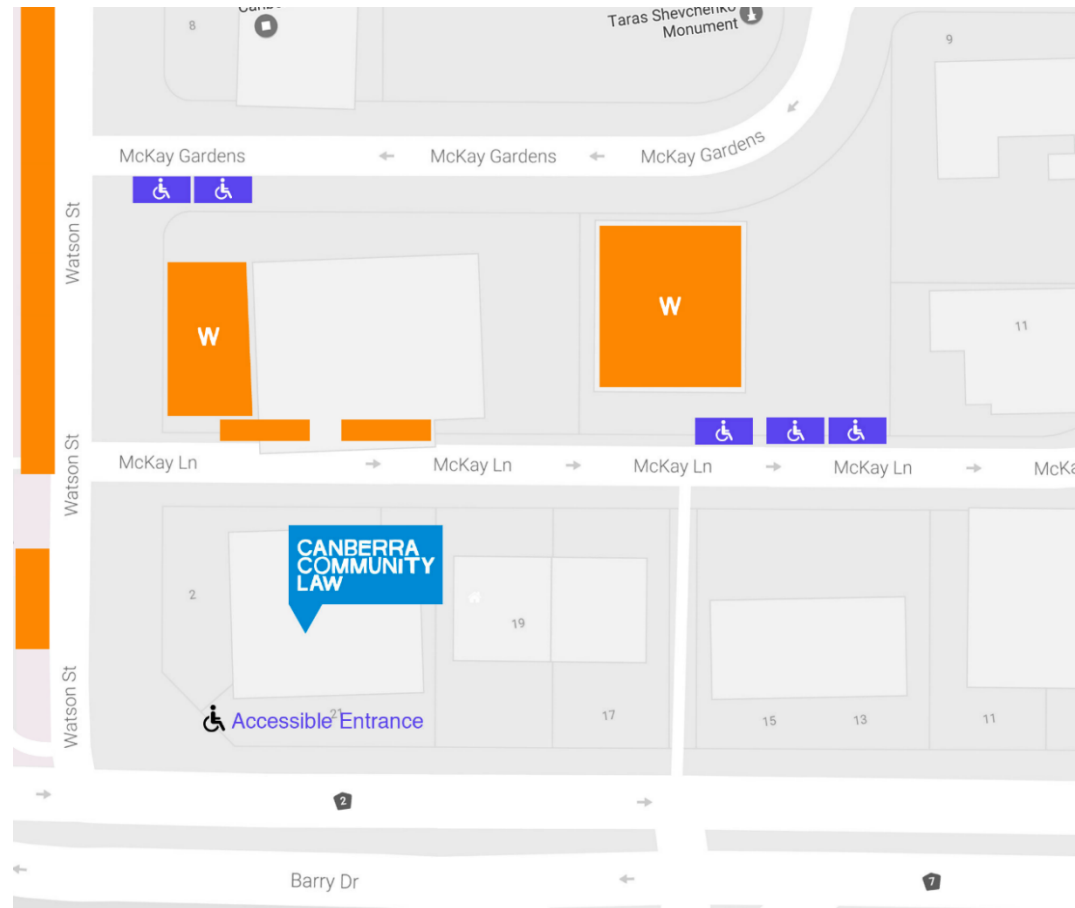 8
Taras Shevchenko
Monument
9
McKay Gardens
McKay Gardens
McKay Gardens
Watson St
W
W
11
Watson St
McKay Ln
McKay Ln
McKay Ln
McKay Ln
CANBERRA
COMMUNITY
LAW
2
19
Watson St
Accessible Entrance
21
17
15
13
11
2
Barry Dr
7